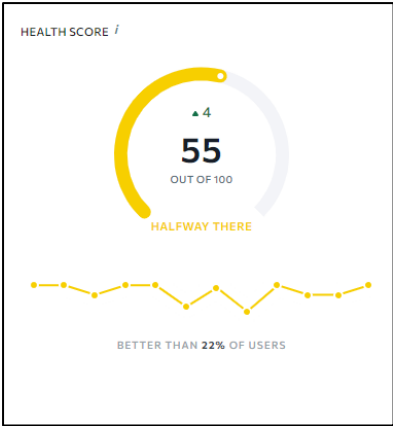 HEALTH SCORE i
▲ 4
55
OUT OF 100
HALFWAY THERE
BETTER THAN 22% OF USERS